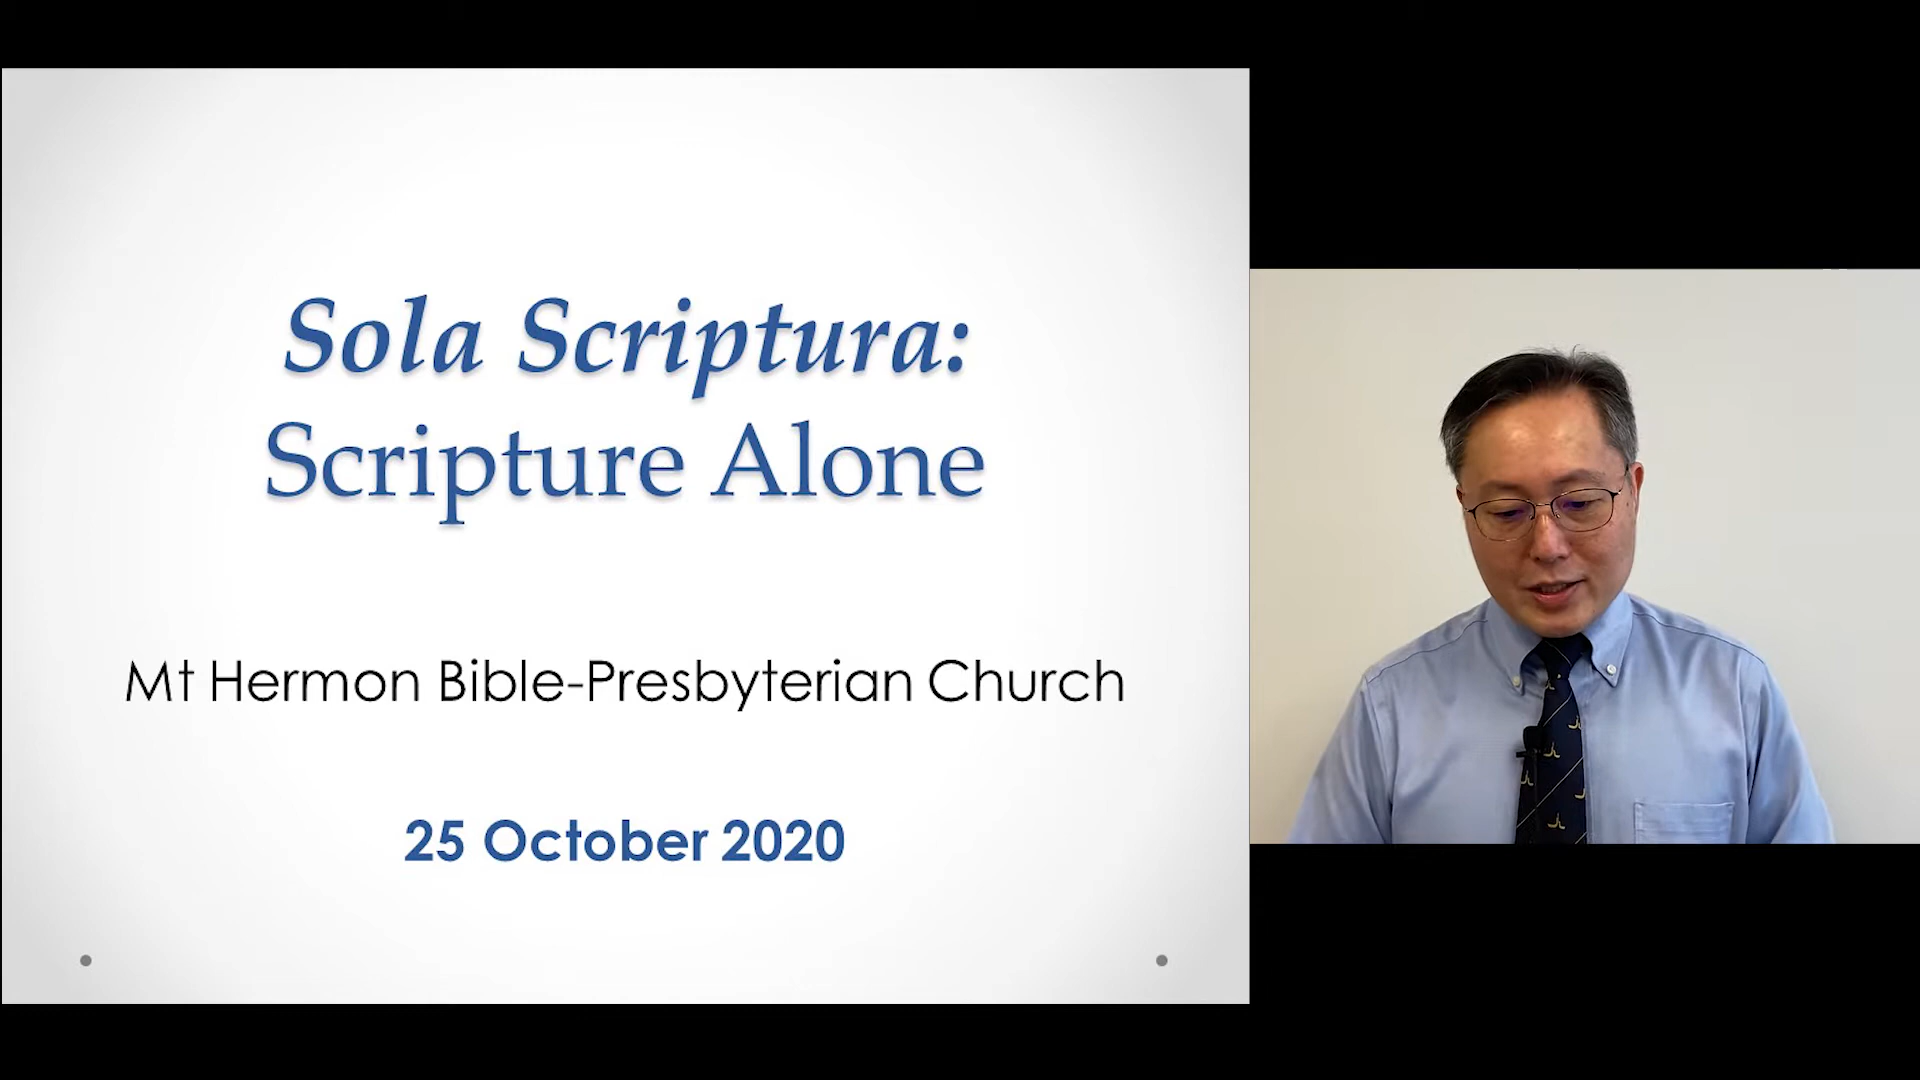 Sola Scriptura:
Scripture Alone
Mt Hermon Bible-Presbyterian Church
25 October 2020